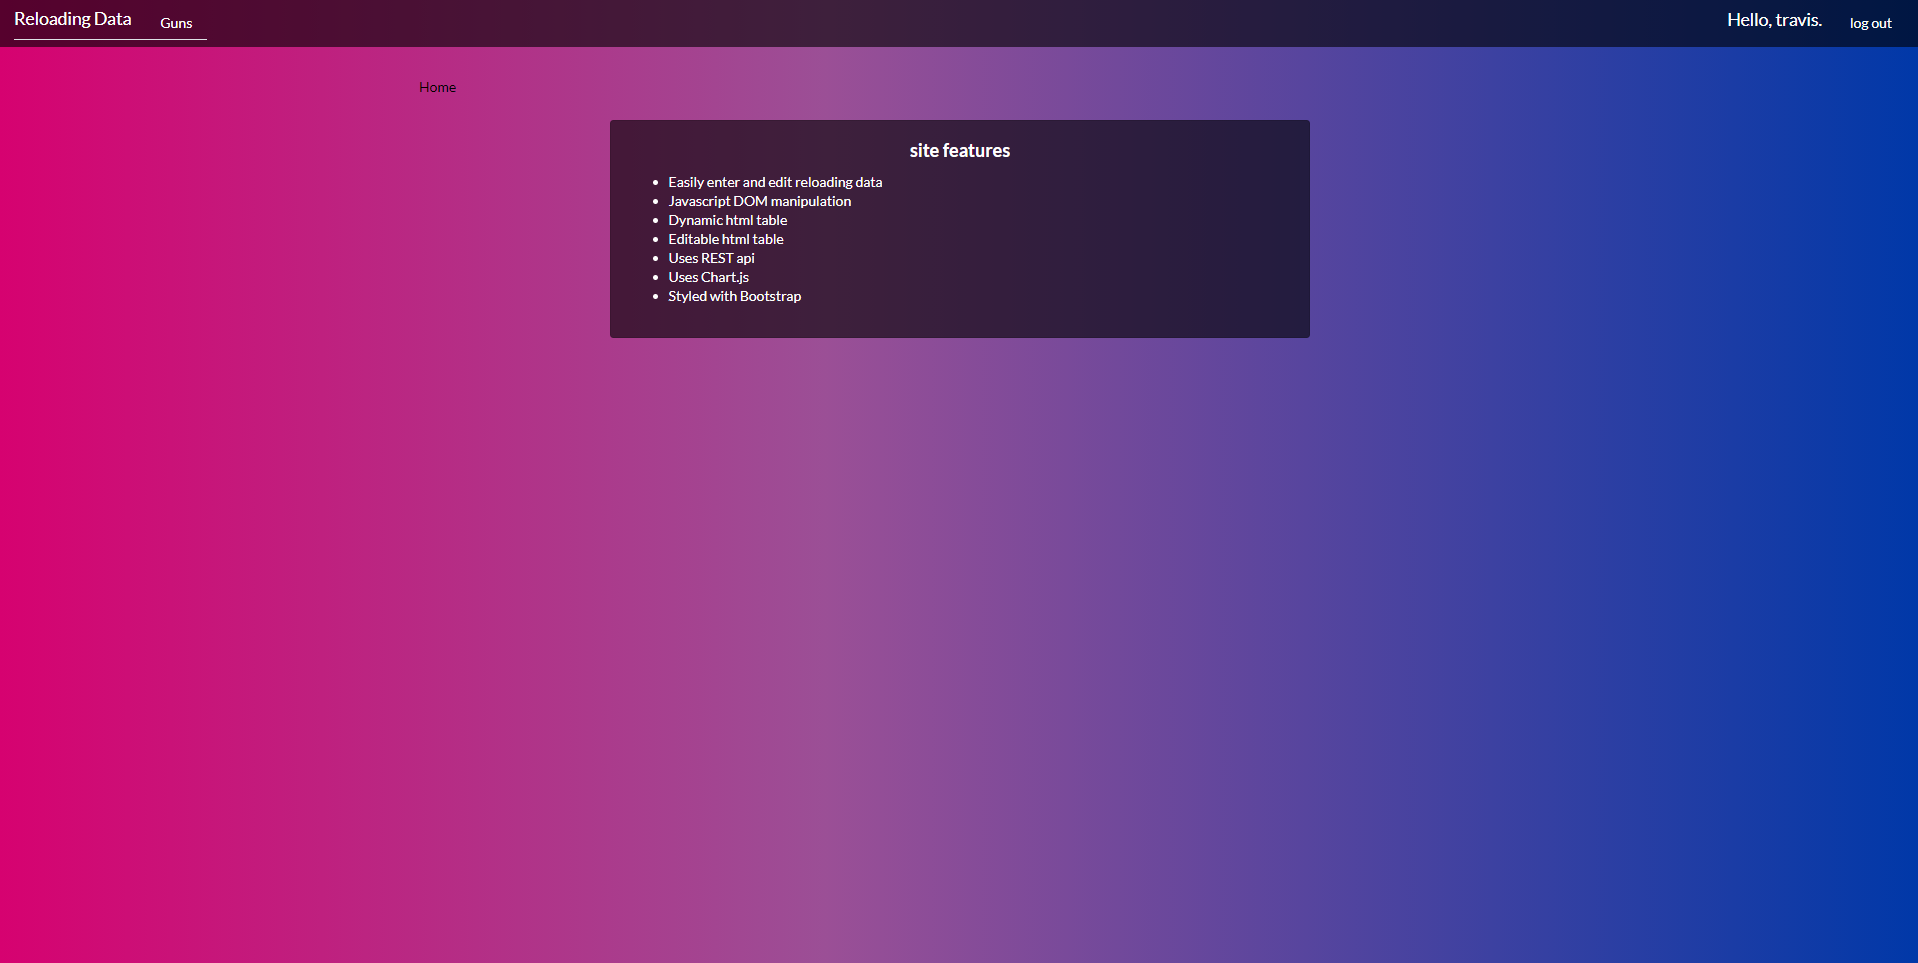 Reloading Data Guns Hello, travis. log out
Home
site features
Easily enter and edit reloading data
Javascript DOM manipulation
Dynamic html table
Editable html table
Uses REST api
Uses Chart.js
Styled with Bootstrap